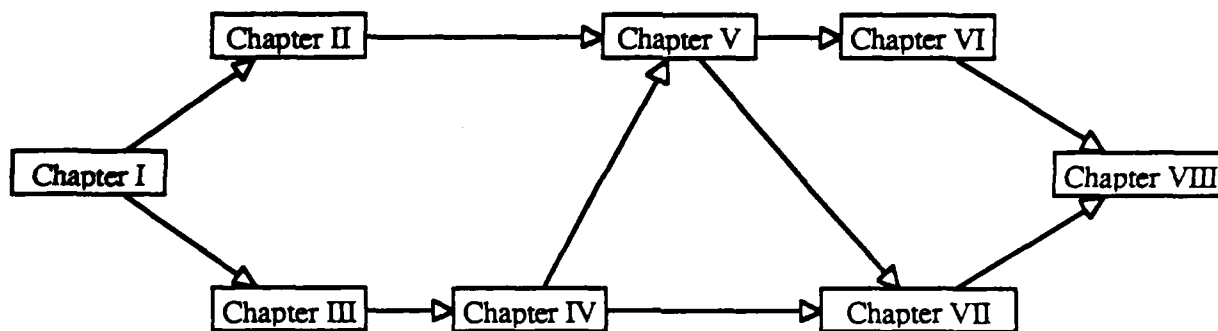 Chapter II
Chapter V
Chapter VI
Chapter I
Chapter VIII
Chapter III
Chapter IV
Chapter VII